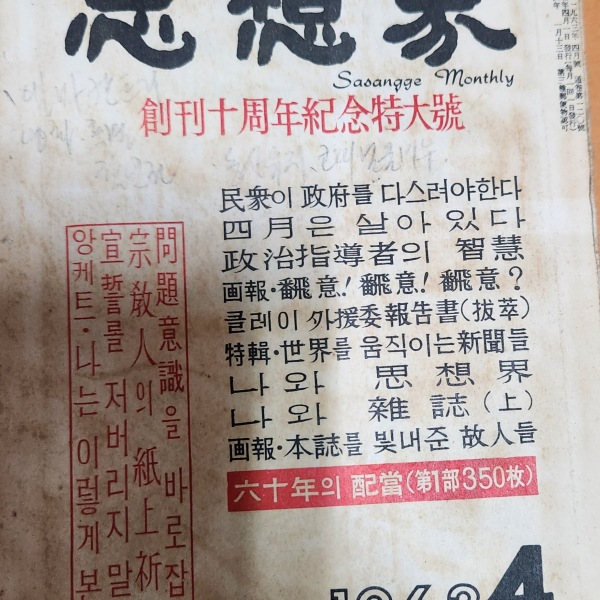 思想界
Sasangge Monthly
創刊十周年紀念特大號
民衆이 政府를 다스려야한다
四月은 살아 있다
政治指導者의 智慧
画報·飜意! 飜意! 飜意?
클레이 外援委報告書(抜萃)
特輯·世界를 움직이는 新聞들
나와 思想界
나와 雜誌(上)
画報·本誌를 빛내준 故人들
六十年의 配當(第1部350枚)
問題意識을 바로잡
宗敎人의 紙上祈
宣誓를 저버리지 말
앙케트·나는 이렇게 본
4